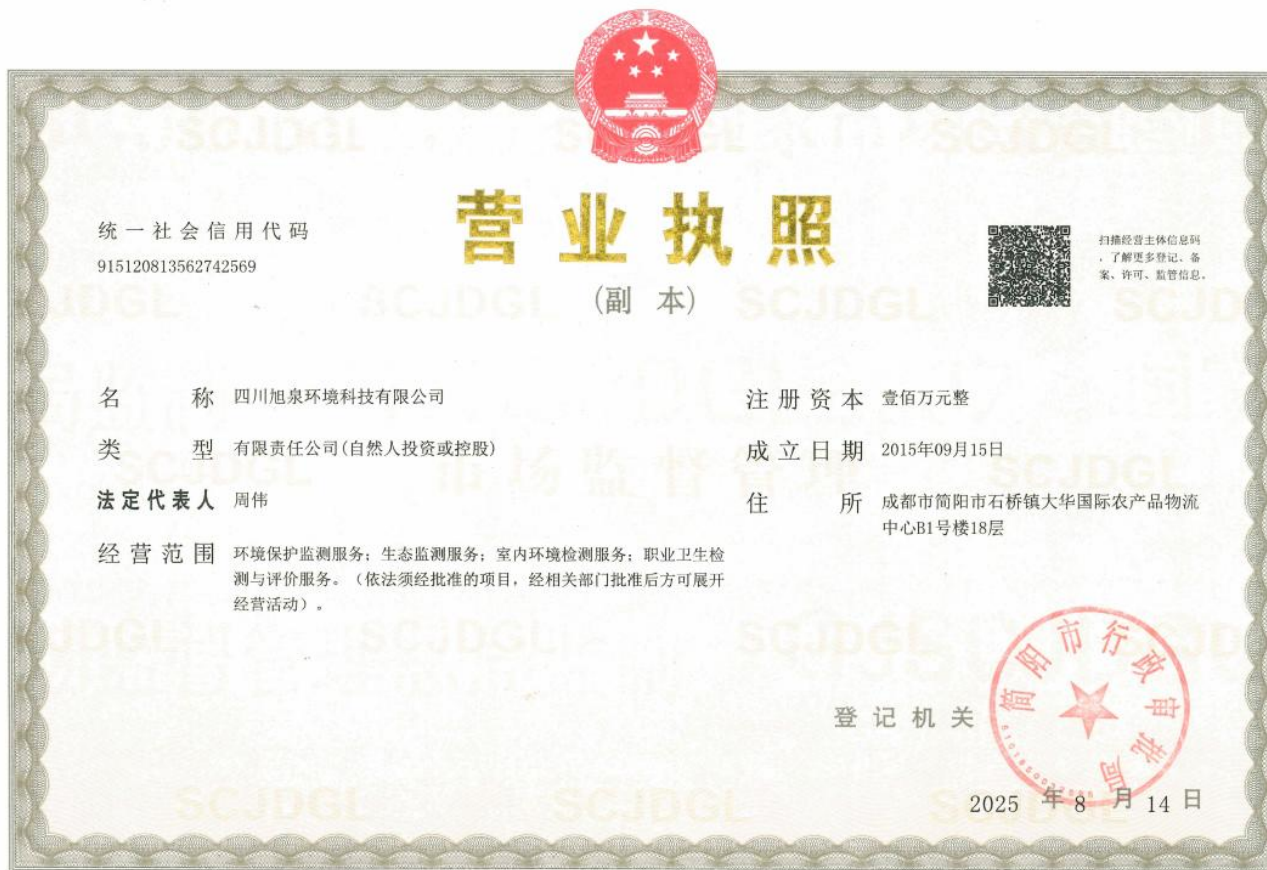 营业执照
(副 本)
统一社会信用代码
915120813562742569
扫描经营主体信息码
，了解更多登记、备
案、许可、监管信息。
名 称 四川旭泉环境科技有限公司
类 型 有限责任公司(自然人投资或控股)
法定代表人 周伟
经营范围 环境保护监测服务；生态监测服务；室内环境检测服务；职业卫生检
测与评价服务。（依法须经批准的项目，经相关部门批准后方可展开
经营活动）。
注册资本 壹佰万元整
成立日期 2015年09月15日
住 所 成都市简阳市石桥镇大华国际农产品物流
中心B1号楼18层
登记机关
简阳市行政审批局
2025 年 8 月 14 日
SCJDGL
市场监督管理